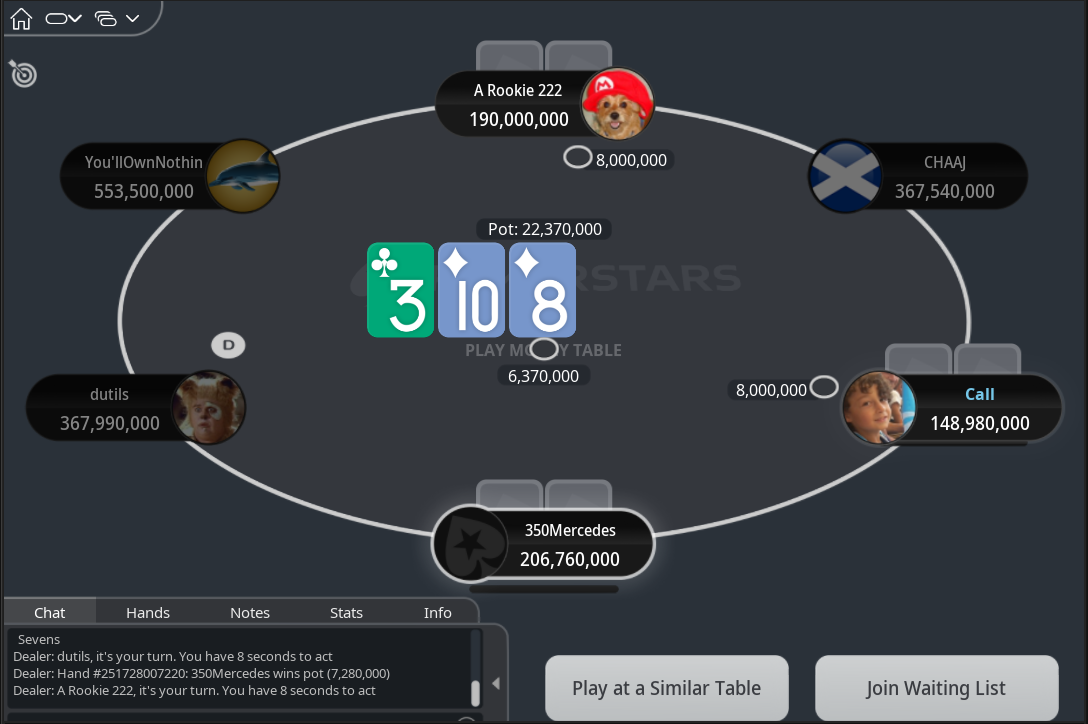 A Rookie 222
190,000,000
8,000,000
You'llOwnNothin
553,500,000
CHAAJ
367,540,000
Pot: 22,370,000
3 10 8
RSTARS
PLAY MO Y TABLE
6,370,000
D
dutils
367,990,000
8,000,000
Call
148,980,000
350Mercedes
206,760,000
Chat Hands Notes Stats Info
Sevens
Dealer: dutils, it's your turn. You have 8 seconds to act
Dealer: Hand #251728007220: 350Mercedes wins pot (7,280,000)
Dealer: A Rookie 222, it's your turn. You have 8 seconds to act
Play at a Similar Table
Join Waiting List